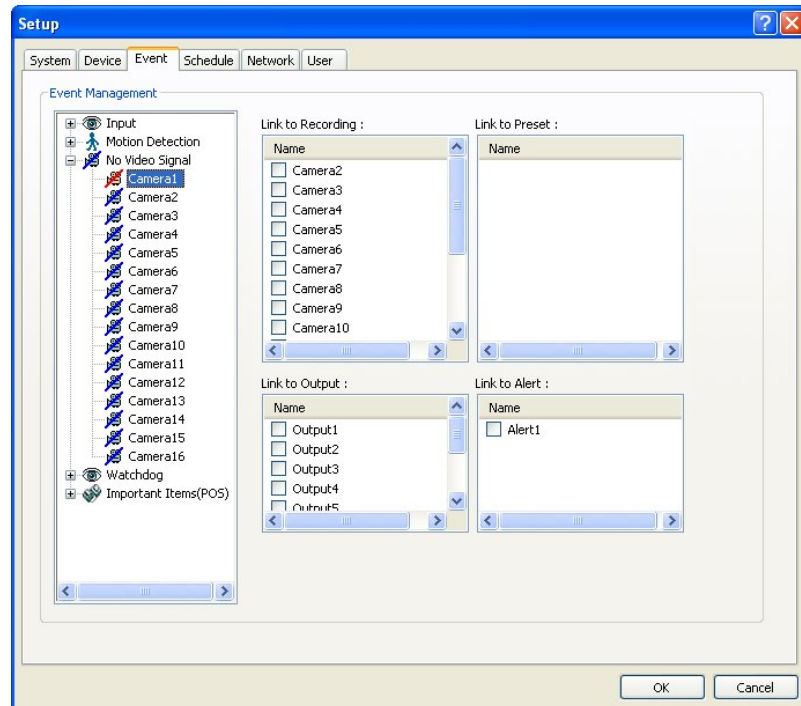 Setup
System Device Event Schedule Network User
Event Management
Input
Motion Detection
No Video Signal
Camera1
Camera2
Camera3
Camera4
Camera5
Camera6
Camera7
Camera8
Camera9
Camera10
Camera11
Camera12
Camera13
Camera14
Camera15
Camera16
Watchdog
Important Items(POS)
Link to Recording :
Name
Camera2
Camera3
Camera4
Camera5
Camera6
Camera7
Camera8
Camera9
Camera10
Link to Preset :
Name
Link to Output :
Name
Output1
Output2
Output3
Output4
Output5
Link to Alert :
Name
Alert1
OK Cancel